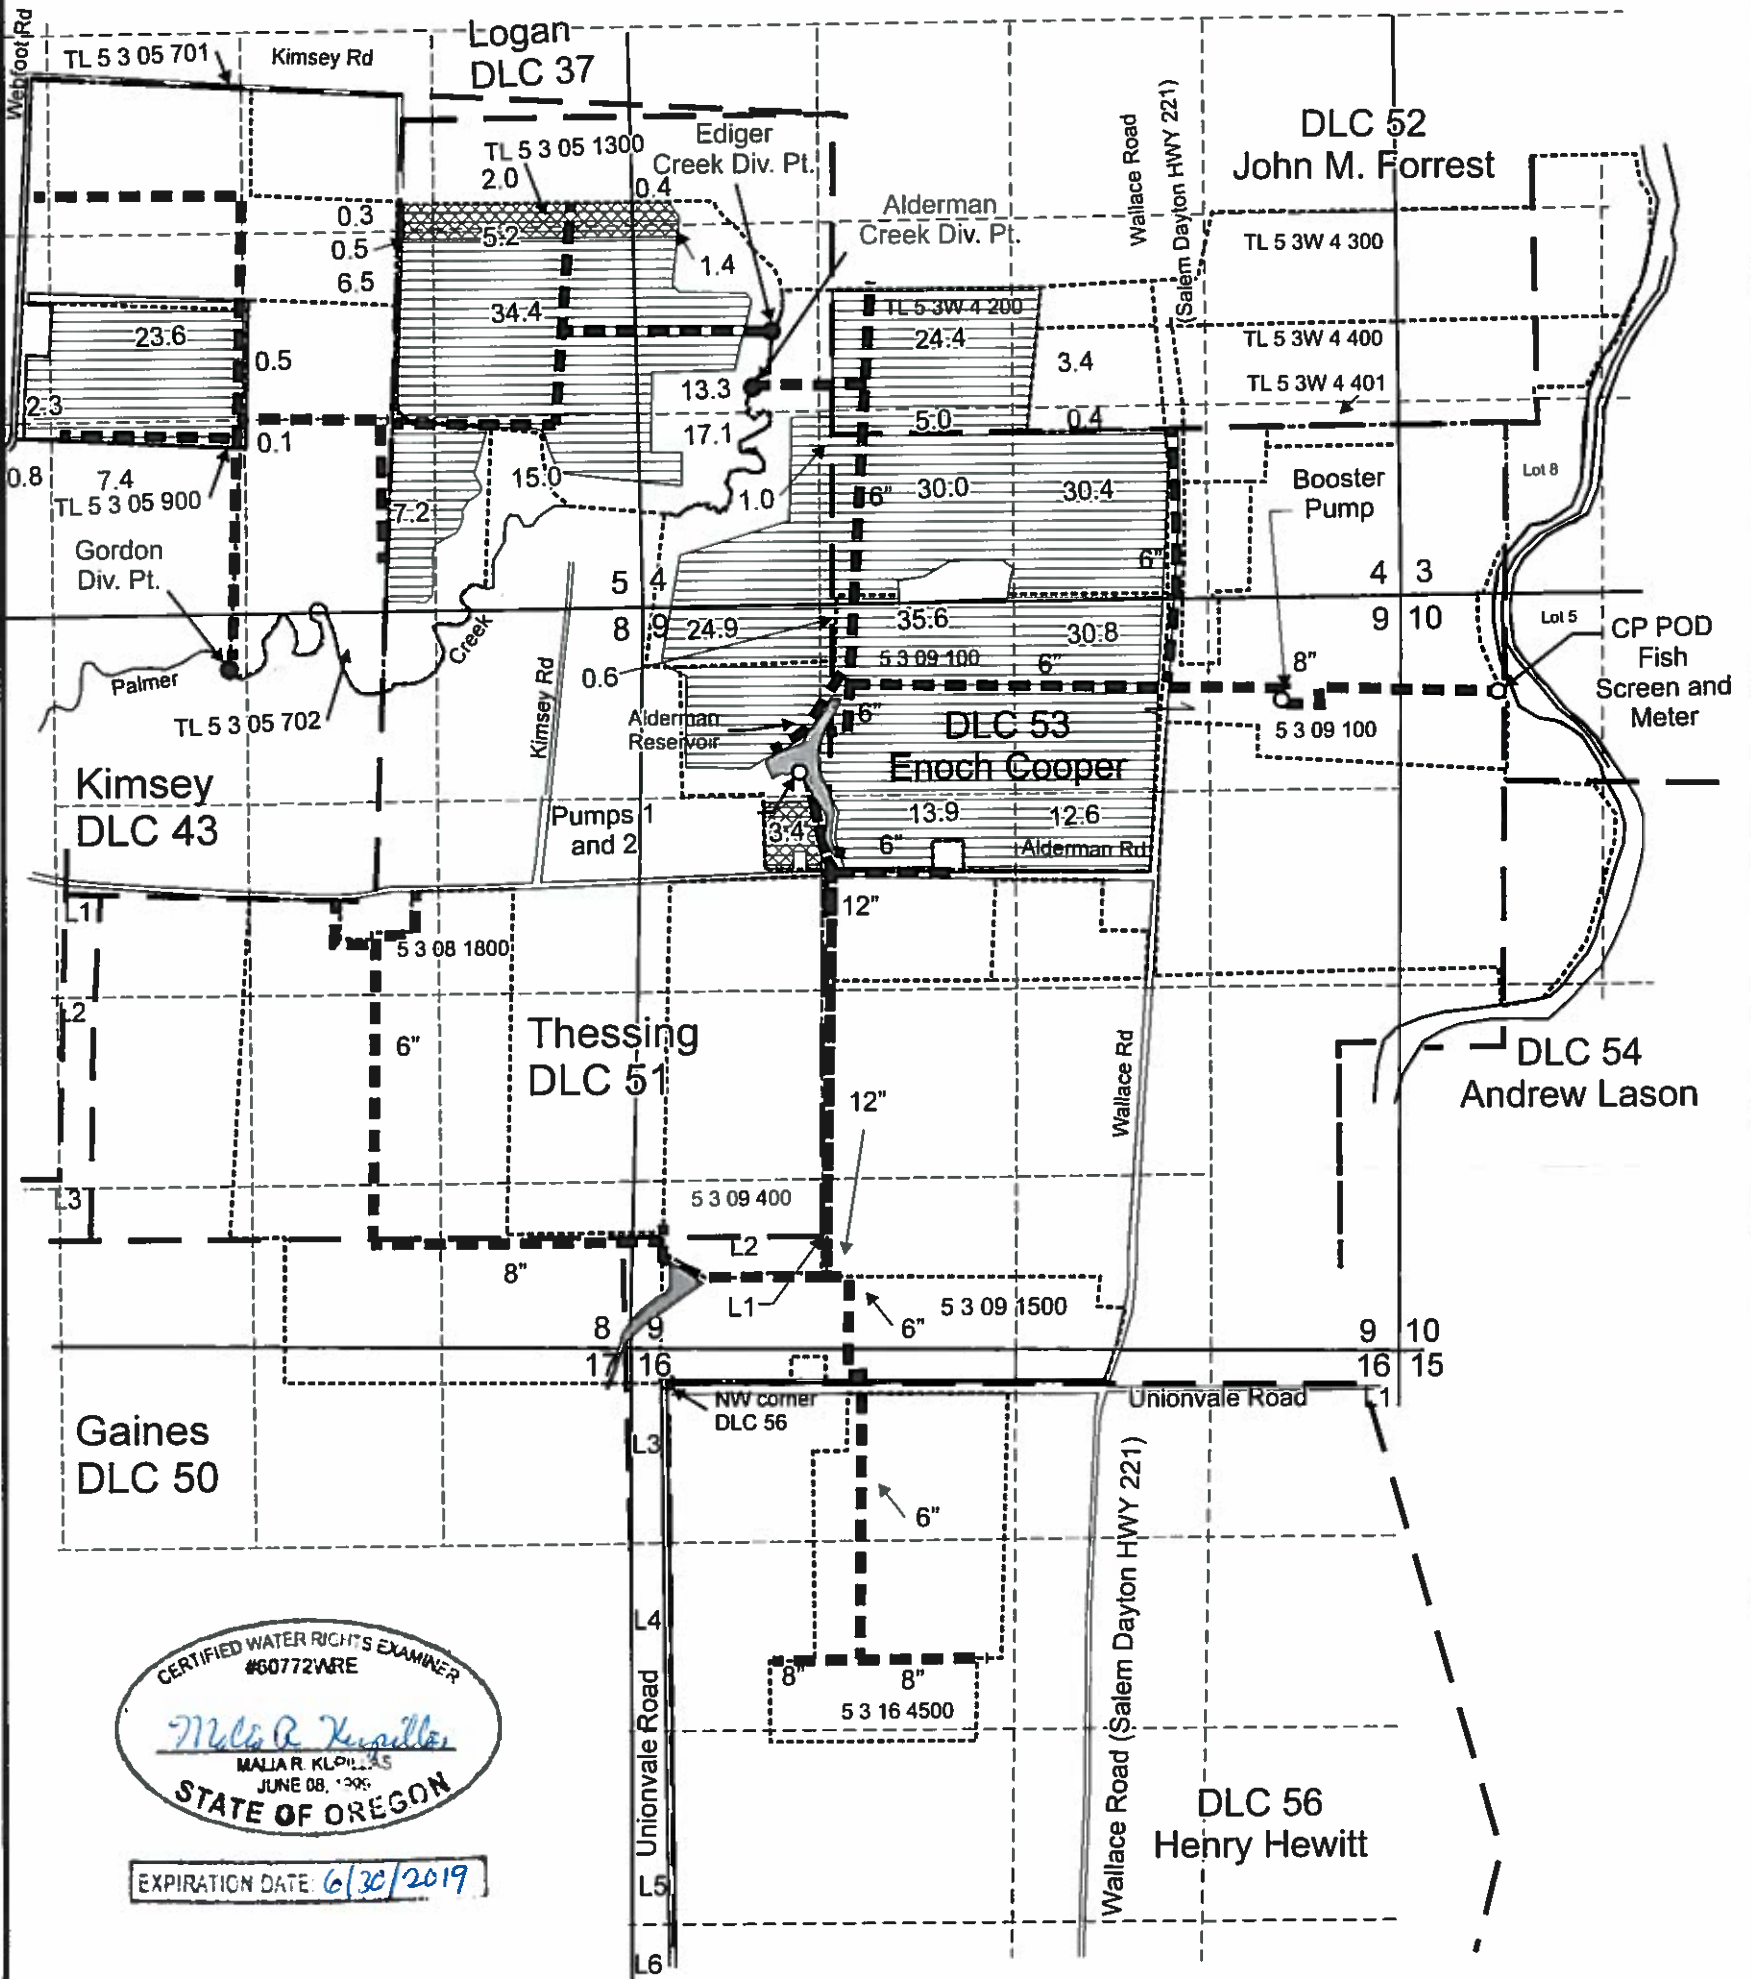 Webfoot Rd
TL 5 3 05 701
Kimsey Rd
Logan
DLC 37
TL 5 3 05 1300
2.0
Ediger
Creek Div. Pt.
0.4
Alderman
Creek Div. Pt.
Wallace Road
(Salem Dayton HWY 221)
DLC 52
John M. Forrest
TL 5 3W 4 300
0.3
0.5
6.5
5.2
1.4
34.4
TL 5 3W 4 200
24.4
3.4
TL 5 3W 4 400
TL 5 3W 4 401
23.6
0.5
2.3
0.1
13.3
17.1
5.0
0.4
0.8
7.4
TL 5 3 05 900
7.2
15.0
1.0
6"
30.0
30.4
6"
Booster
Pump
Lot 8
Gordon
Div. Pt.
5 4
8 9
4 3
9 10
Lot 5
CP POD
Fish
Screen and
Meter
24.9
35.6
30.8
0.6
5 3 09 100
6"
8"
5 3 09 100
Palmer
Creek
TL 5 3 05 702
Kimsey Rd
Alderman
Reservoir
6"
DLC 53
Enoch Cooper
Kimsey
DLC 43
Pumps 1
and 2
3.4
13.9
12.6
6"
Alderman Rd
L1
5 3 08 1800
12"
L2
6"
Thessing
DLC 51
12"
Wallace Rd
DLC 54
Andrew Lason
L3
5 3 09 400
L2
8"
L1
6"
5 3 09 1500
8 9
17 16
9 10
16 15
NW corner
DLC 56
Unionvale Road
L1
Gaines
DLC 50
L3
6"
L4
8"
8"
5 3 16 4500
Unionvale Road
Wallace Road (Salem Dayton HWY 221)
L5
L6
DLC 56
Henry Hewitt
CERTIFIED WATER RIGHTS EXAMINER
#60772WRE
MALIA R. KUPILLAS
JUNE 08, 1999
STATE OF OREGON
EXPIRATION DATE: 6/30/2019